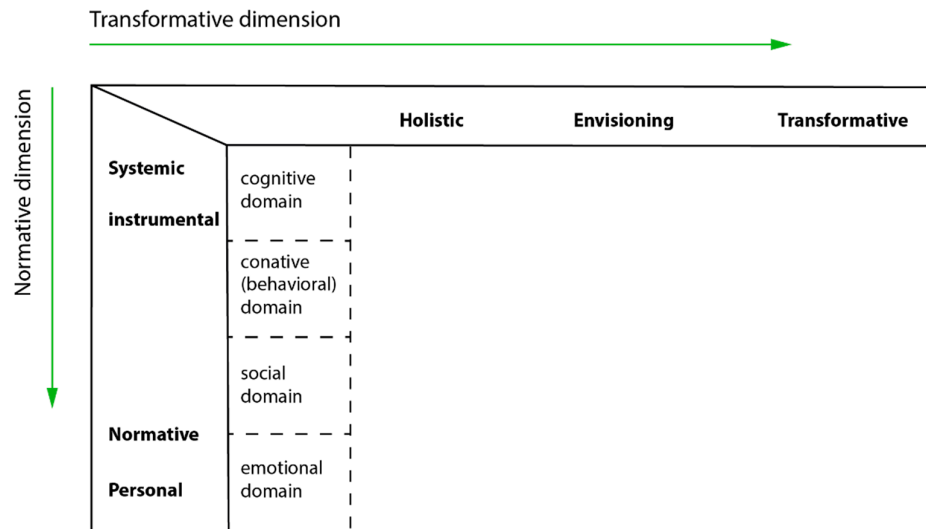 Transformative dimension
Normative dimension
Holistic Envisioning Transformative
Systemic
instrumental
cognitive
domain
conative
(behavioral)
domain
social
domain
Normative
Personal
emotional
domain